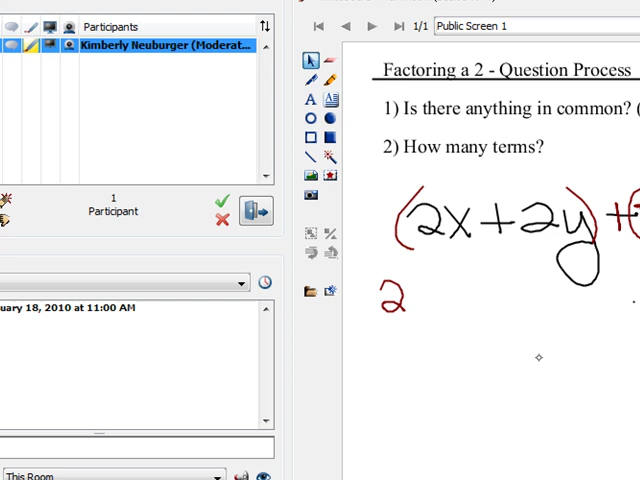 Participants
Kimberly Neuburger (Moderat...
1
Participant
uary 18, 2010 at 11:00 AM
This Room
1/1
Public Screen 1
Factoring a 2 - Question Process
1) Is there anything in common? (
2) How many terms?
(2x + 2y) + (
2